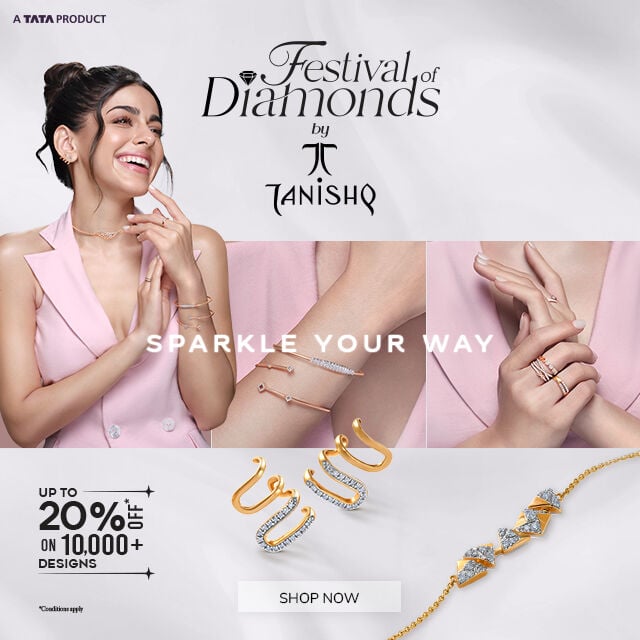 A TATA PRODUCT
Festival of
Diamonds
by
TANISHQ
SPARKLE YOUR WAY
UP TO
20% OFF*
ON 10,000+
DESIGNS
*Conditions apply
SHOP NOW